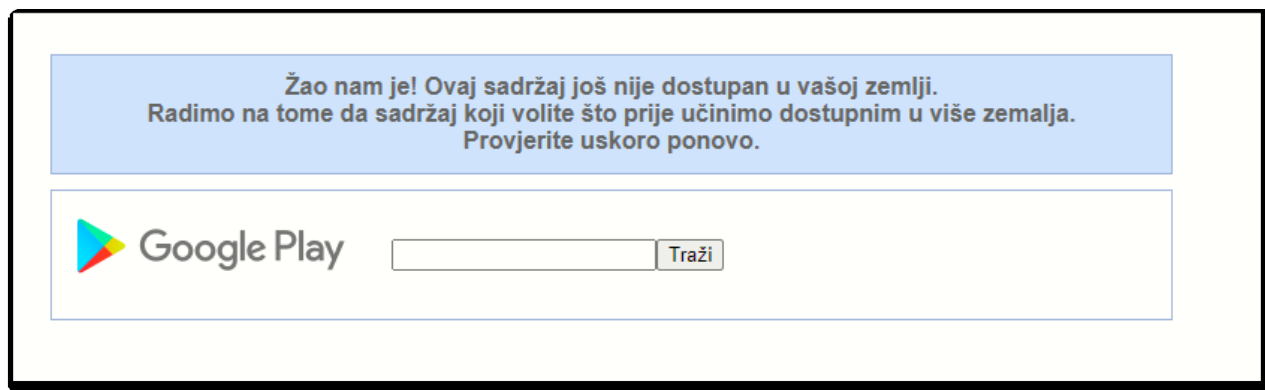 Žao nam je! Ovaj sadržaj još nije dostupan u vašoj zemlji.
Radimo na tome da sadržaj koji volite što prije učinimo dostupnim u više zemalja.
Provjerite uskoro ponovo.
Google Play
Traži